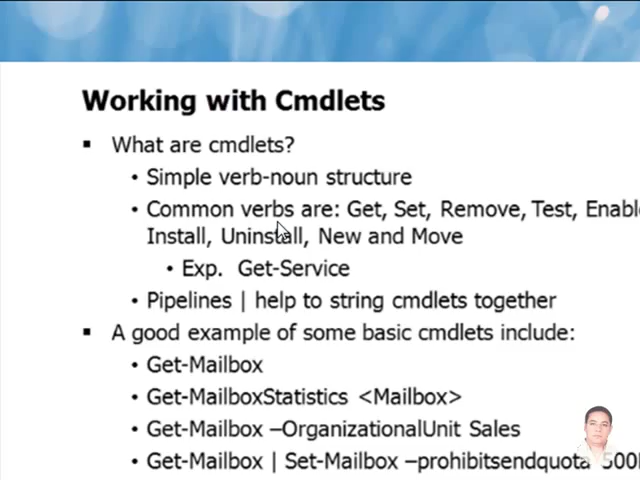 Working with Cmdlets
▪ What are cmdlets?
• Simple verb-noun structure
• Common verbs are: Get, Set, Remove, Test,
Install, Uninstall, New and Move
• Exp. Get-Service
• Pipelines | help to string cmdlets together
▪ A good example of some basic cmdlets include:
• Get-Mailbox
• Get-MailboxStatistics <Mailbox>
• Get-Mailbox –OrganizationalUnit Sales
• Get-Mailbox | Set-Mailbox –prohibitsendquota